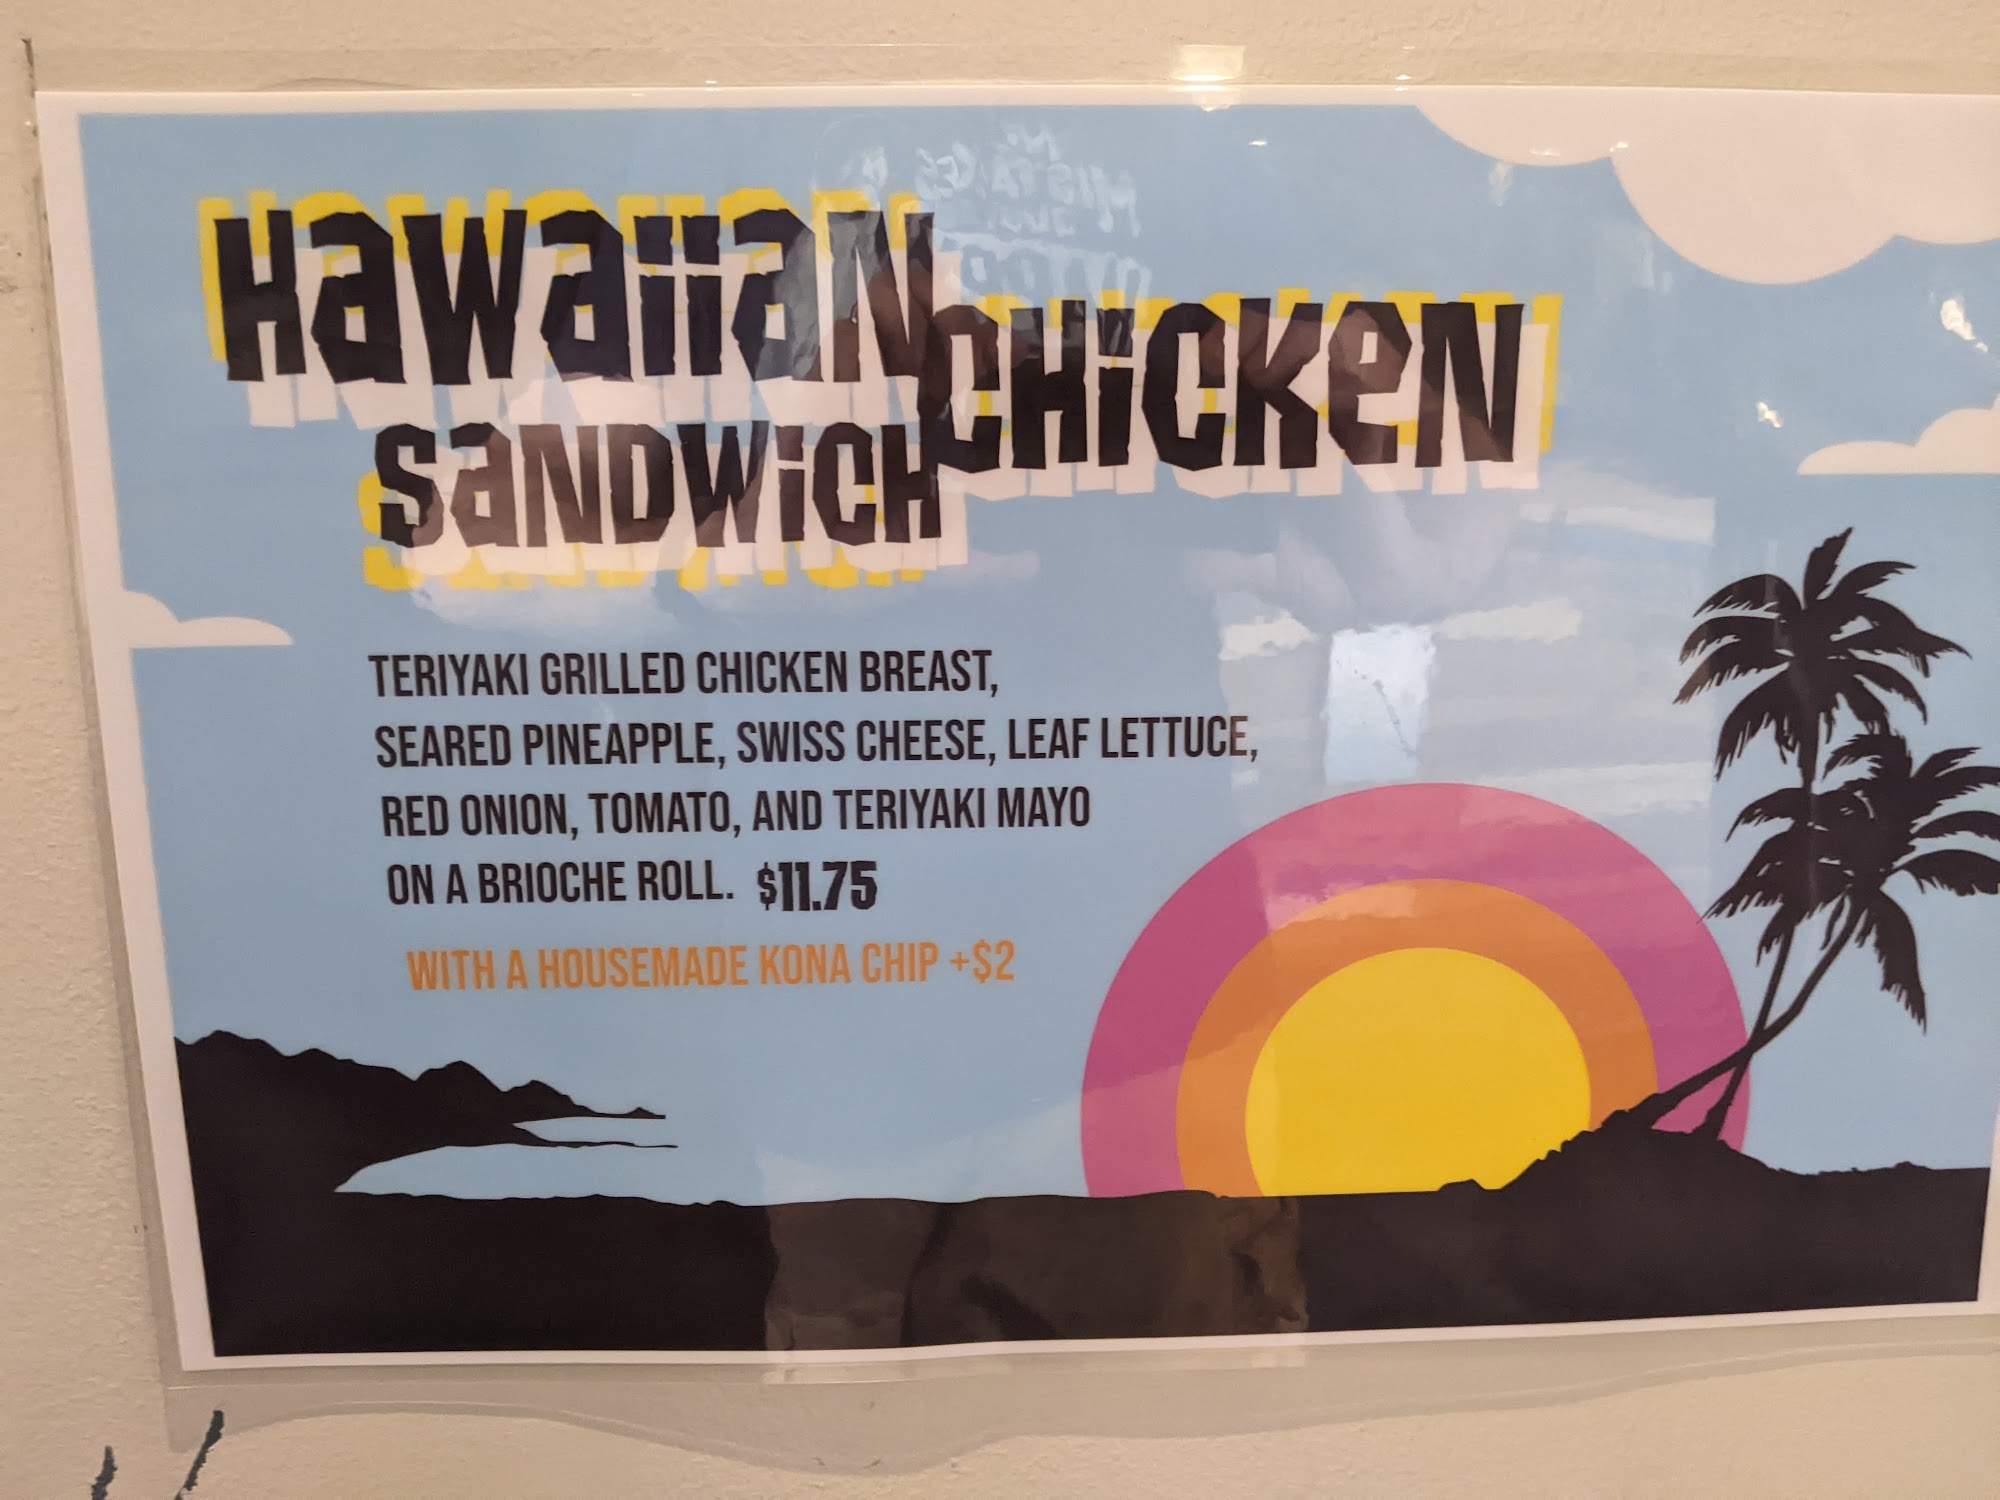 Hawaiian
Chicken
Sandwich
TERIYAKI GRILLED CHICKEN BREAST,
SEARED PINEAPPLE, SWISS CHEESE, LEAF LETTUCE,
RED ONION, TOMATO, AND TERIYAKI MAYO
ON A BRIOCHE ROLL. $11.75
WITH A HOUSEMADE KONA CHIP +$2